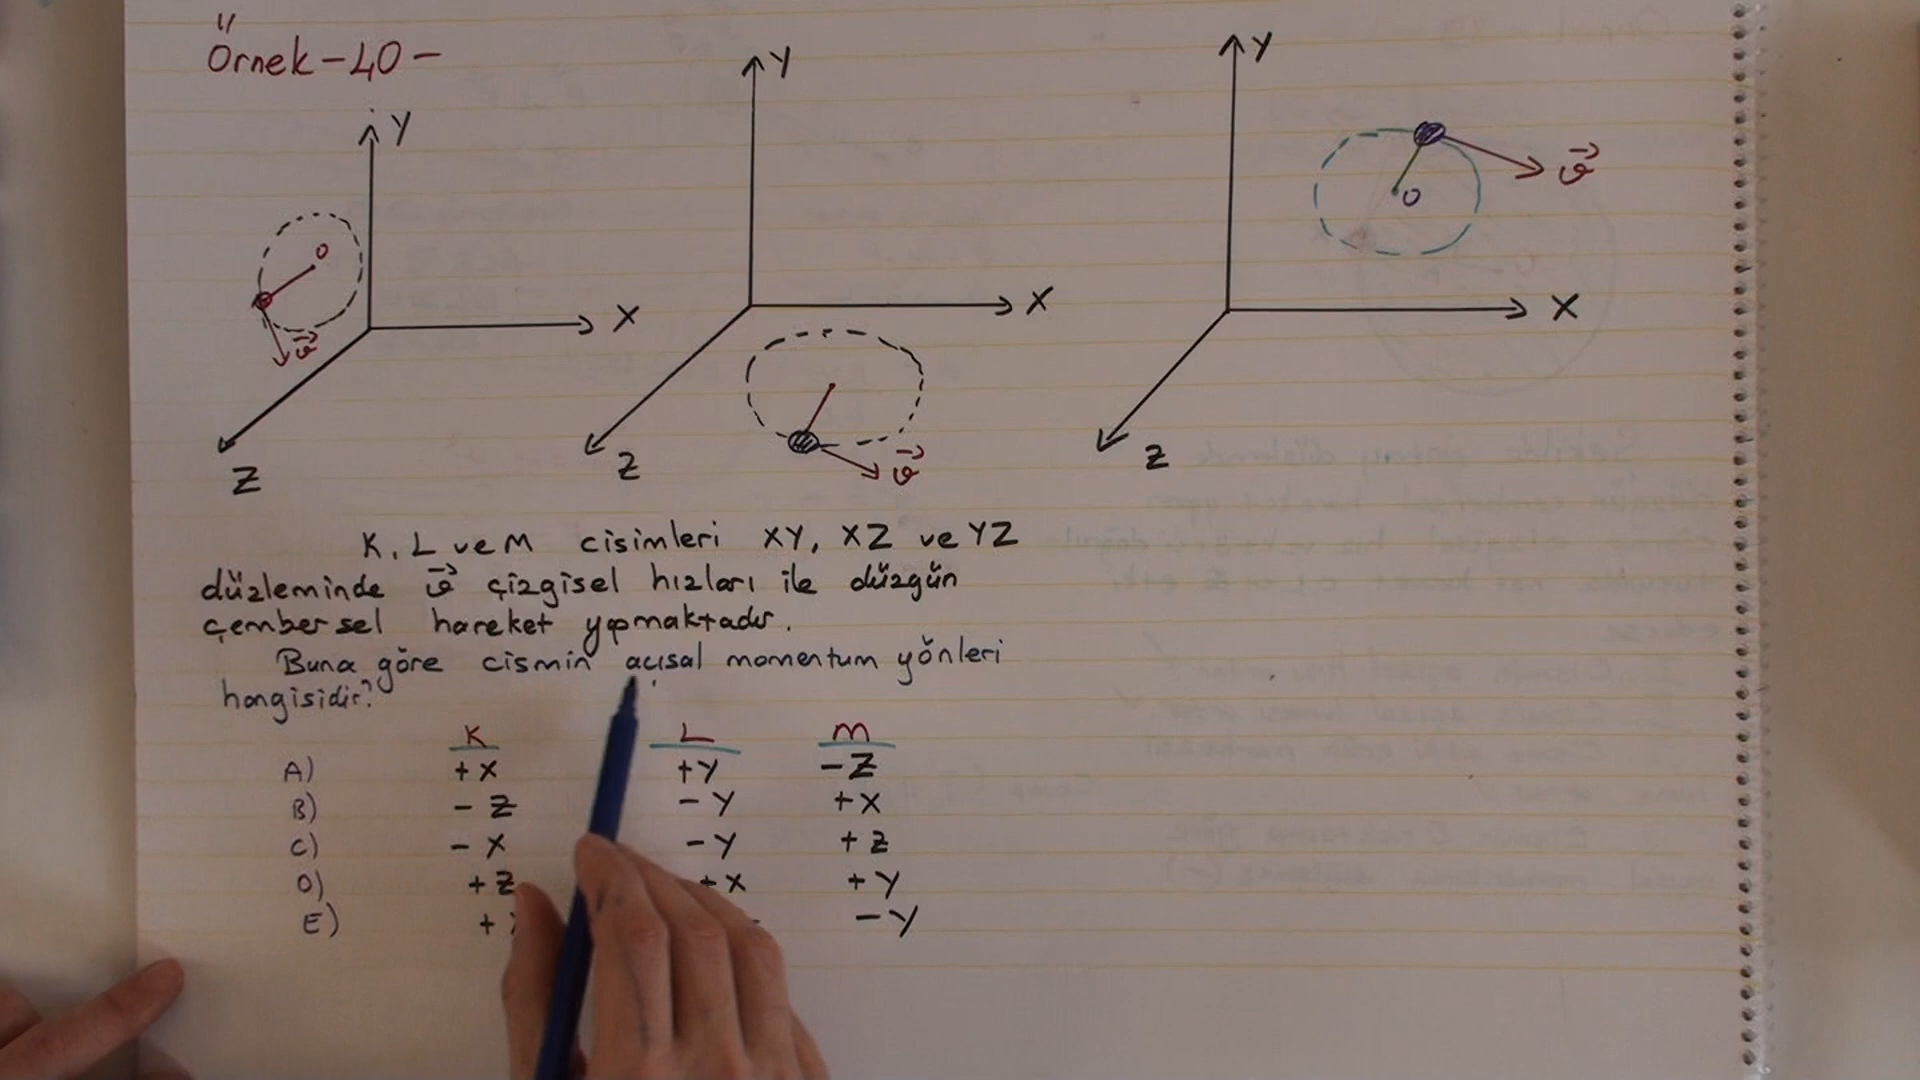 Örnek-40-
Y
X
Z
O
v
Y
X
Z
v
Y
X
Z
O
v
K, L ve M cisimleri XY, XZ ve YZ
düzleminde v çizgisel hızları ile düzgün
çembersel hareket yapmaktadır.
Buna göre cismin açısal momentum yönleri
hangisidir?
K L M
A) +X +Y -Z
B) -Z -Y +X
C) -X -Y +Z
D) +Z +X +Y
E) + -Y